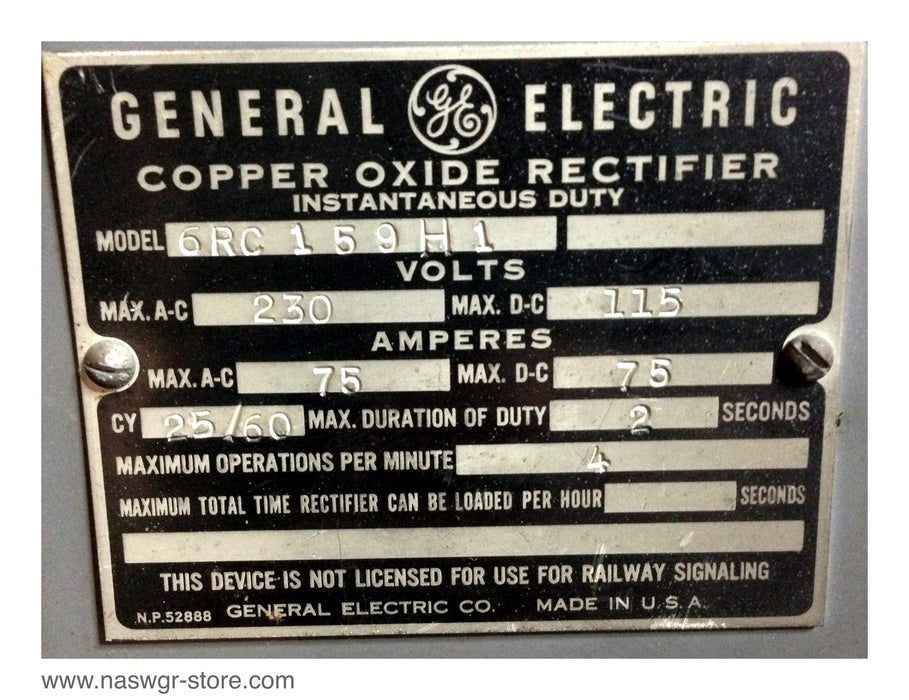 GENERAL GE ELECTRIC
COPPER OXIDE RECTIFIER
INSTANTANEOUS DUTY
MODEL 6RC 159H1
VOLTS
MAX. A-C 230 MAX. D-C 115
AMPERES
MAX. A-C 75 MAX. D-C 75
CY 25/60 MAX. DURATION OF DUTY 2 SECONDS
MAXIMUM OPERATIONS PER MINUTE 4
MAXIMUM TOTAL TIME RECTIFIER CAN BE LOADED PER HOUR SECONDS
THIS DEVICE IS NOT LICENSED FOR USE FOR RAILWAY SIGNALING
N.P.52888 GENERAL ELECTRIC CO. MADE IN U.S.A.
www.naswgr-store.com